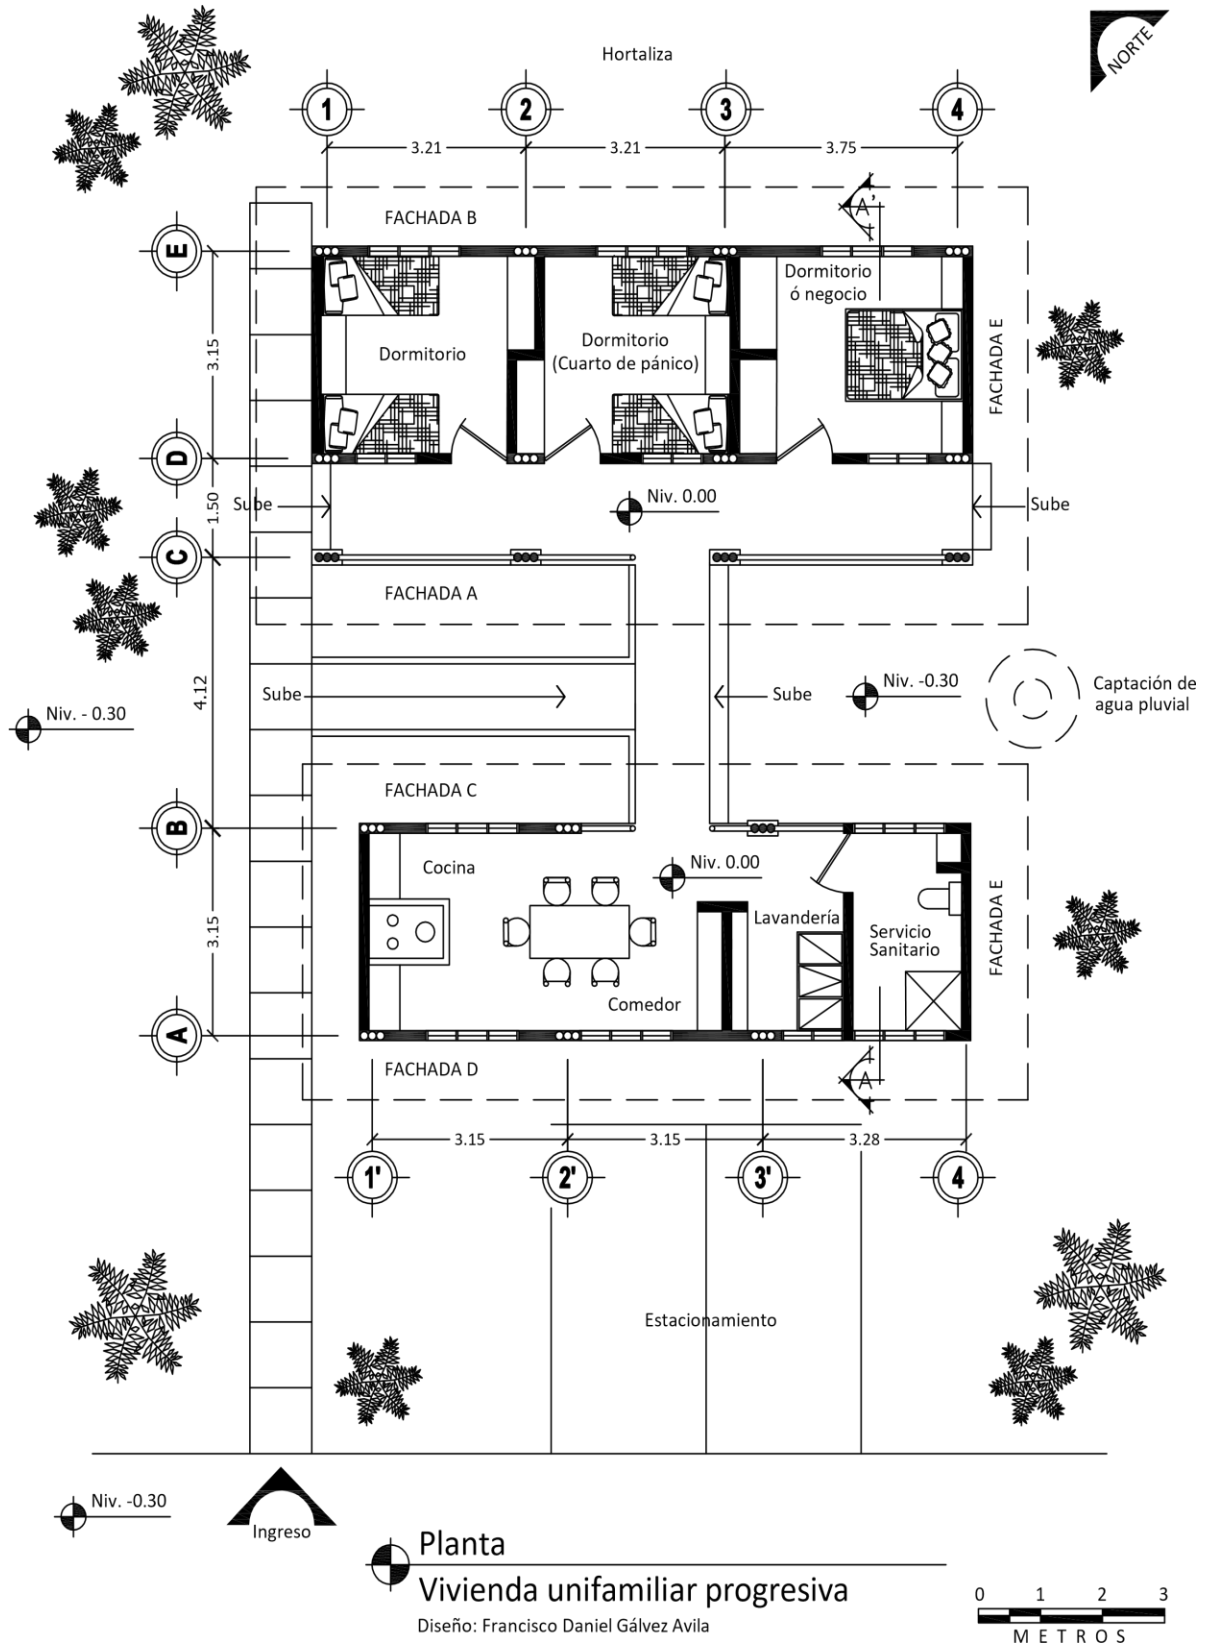 NORTE
Hortaliza
1
2
3
4
3.21
3.21
3.75
A'
FACHADA B
E
Dormitorio
ó negocio
3.15
Dormitorio
Dormitorio
(Cuarto de pánico)
FACHADA E
D
1.50
Sube
Niv. 0.00
Sube
C
FACHADA A
4.12
Sube
Sube
Niv. -0.30
Captación de
agua pluvial
Niv. - 0.30
FACHADA C
B
Cocina
Niv. 0.00
3.15
Lavandería
Servicio
Sanitario
FACHADA E
Comedor
A
FACHADA D
A
3.15
3.15
3.28
1'
2'
3'
4
Estacionamiento
Niv. -0.30
Ingreso
Planta
Vivienda unifamiliar progresiva
Diseño: Francisco Daniel Gálvez Avila
0 1 2 3
METROS